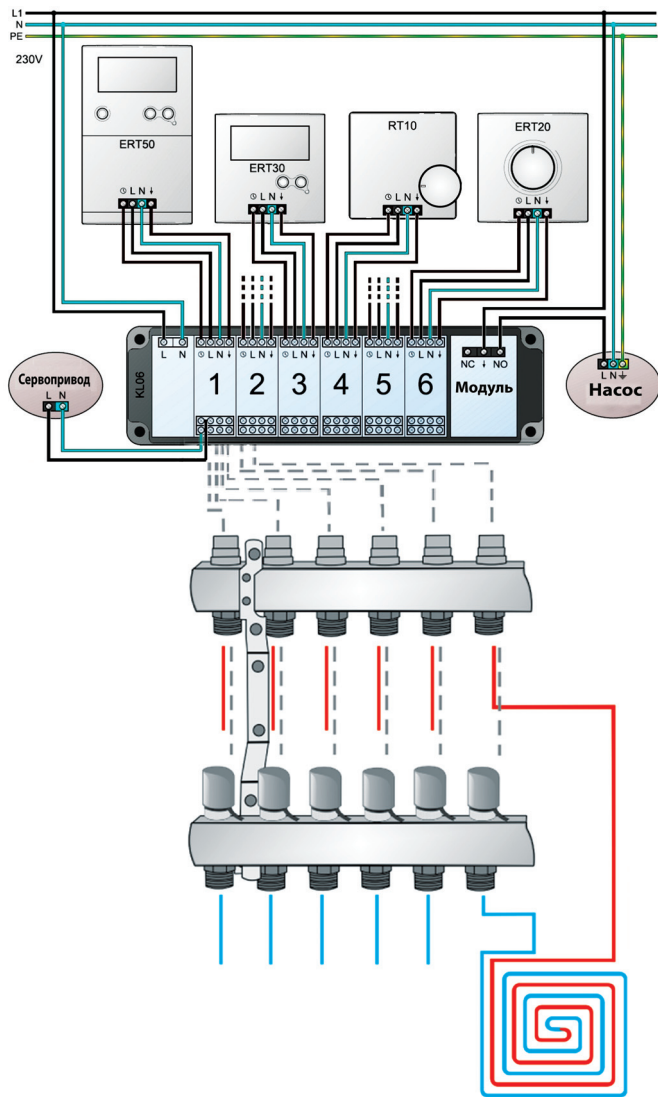 L1
N
PE
230V
ERT50
L N ↓
ERT30
L N ↓
RT10
L N ↓
ERT20
L N ↓
KL06
L N
L N ↓
L N ↓
L N ↓
L N ↓
L N ↓
L N ↓
1 2 3 4 5 6
NC ↓ NO
Модуль
Сервопривод
L N
L N
Насос